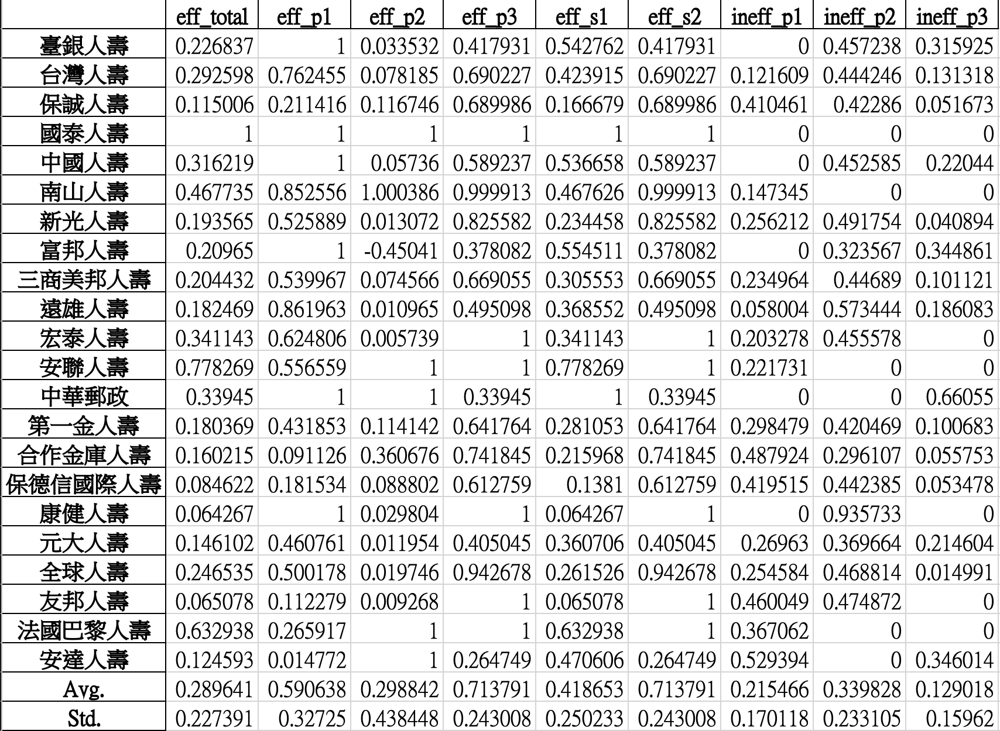 eff_total eff_p1 eff_p2 eff_p3 eff_s1 eff_s2 ineff_p1 ineff_p2 ineff_p3
臺銀人壽 0.226837 1 0.033532 0.417931 0.542762 0.417931 0 0.457238 0.315925
台灣人壽 0.292598 0.762455 0.078185 0.690227 0.423915 0.690227 0.121609 0.444246 0.131318
保誠人壽 0.115006 0.211416 0.116746 0.689986 0.166679 0.689986 0.410461 0.42286 0.051673
國泰人壽 1 1 1 1 1 1 0 0 0
中國人壽 0.316219 1 0.05736 0.589237 0.536658 0.589237 0 0.452585 0.22044
南山人壽 0.467735 0.852556 1.000386 0.999913 0.467626 0.999913 0.147345 0 0
新光人壽 0.193565 0.525889 0.013072 0.825582 0.234458 0.825582 0.256212 0.491754 0.040894
富邦人壽 0.20965 1 -0.45041 0.378082 0.554511 0.378082 0 0.323567 0.344861
三商美邦人壽 0.204432 0.539967 0.074566 0.669055 0.305553 0.669055 0.234964 0.44689 0.101121
遠雄人壽 0.182469 0.861963 0.010965 0.495098 0.368552 0.495098 0.058004 0.573444 0.186083
宏泰人壽 0.341143 0.624806 0.005739 1 0.341143 1 0.203278 0.455578 0
安聯人壽 0.778269 0.556559 1 1 0.778269 1 0.221731 0 0
中華郵政 0.33945 1 1 0.33945 1 0.33945 0 0 0.66055
第一金人壽 0.180369 0.431853 0.114142 0.641764 0.281053 0.641764 0.298479 0.420469 0.100683
合作金庫人壽 0.160215 0.091126 0.360676 0.741845 0.215968 0.741845 0.487924 0.296107 0.055753
保德信國際人壽 0.084622 0.181534 0.088802 0.612759 0.1381 0.612759 0.419515 0.442385 0.053478
康健人壽 0.064267 1 0.029804 1 0.064267 1 0 0.935733 0
元大人壽 0.146102 0.460761 0.011954 0.405045 0.360706 0.405045 0.26963 0.369664 0.214604
全球人壽 0.246535 0.500178 0.019746 0.942678 0.261526 0.942678 0.254584 0.468814 0.014991
友邦人壽 0.065078 0.112279 0.009268 1 0.065078 1 0.460049 0.474872 0
法國巴黎人壽 0.632938 0.265917 1 1 0.632938 1 0.367062 0 0
安達人壽 0.124593 0.014772 1 0.264749 0.470606 0.264749 0.529394 0 0.346014
Avg. 0.289641 0.590638 0.298842 0.713791 0.418653 0.713791 0.215466 0.339828 0.129018
Std. 0.227391 0.32725 0.438448 0.243008 0.250233 0.243008 0.170118 0.233105 0.15962